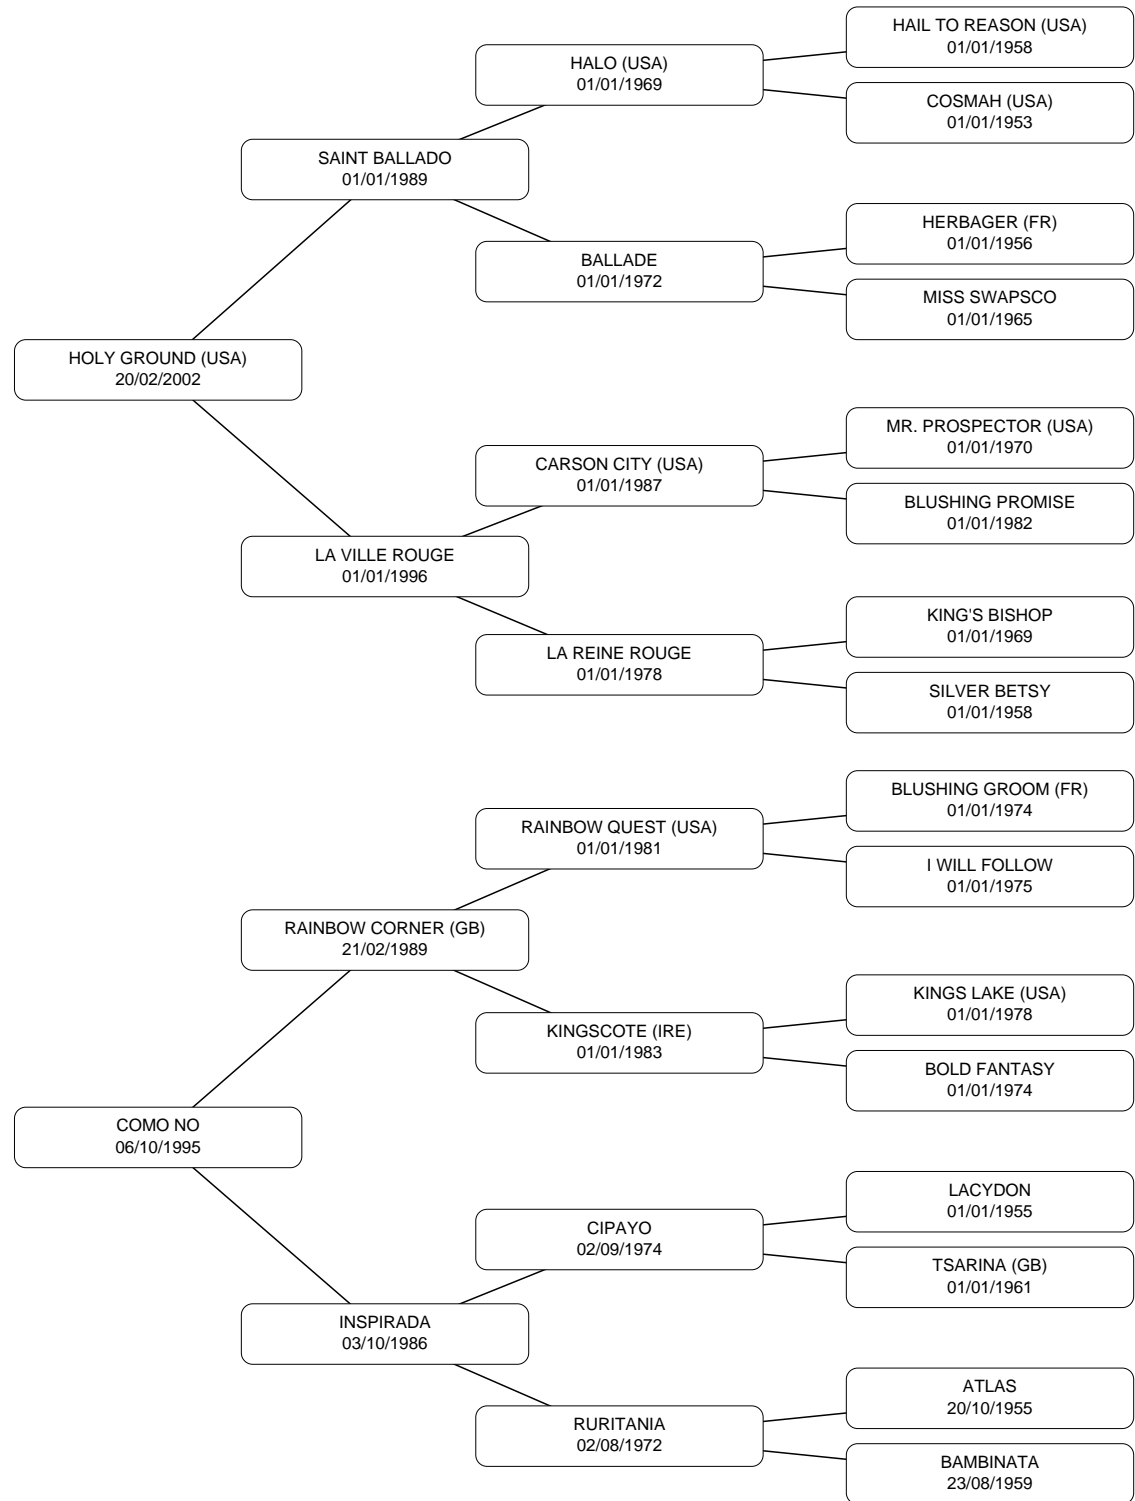 HAIL TO REASON (USA)
01/01/1958
HALO (USA)
01/01/1969
COSMAH (USA)
01/01/1953
SAINT BALLADO
01/01/1989
HERBAGER (FR)
01/01/1956
BALLADE
01/01/1972
MISS SWAPSCO
01/01/1965
HOLY GROUND (USA)
20/02/2002
MR. PROSPECTOR (USA)
01/01/1970
CARSON CITY (USA)
01/01/1987
BLUSHING PROMISE
01/01/1982
LA VILLE ROUGE
01/01/1996
KING'S BISHOP
01/01/1969
LA REINE ROUGE
01/01/1978
SILVER BETSY
01/01/1958
BLUSHING GROOM (FR)
01/01/1974
RAINBOW QUEST (USA)
01/01/1981
I WILL FOLLOW
01/01/1975
RAINBOW CORNER (GB)
21/02/1989
KINGS LAKE (USA)
01/01/1978
KINGSCOTE (IRE)
01/01/1983
BOLD FANTASY
01/01/1974
COMO NO
06/10/1995
LACYDON
01/01/1955
CIPAYO
02/09/1974
TSARINA (GB)
01/01/1961
INSPIRADA
03/10/1986
ATLAS
20/10/1955
RURITANIA
02/08/1972
BAMBINATA
23/08/1959